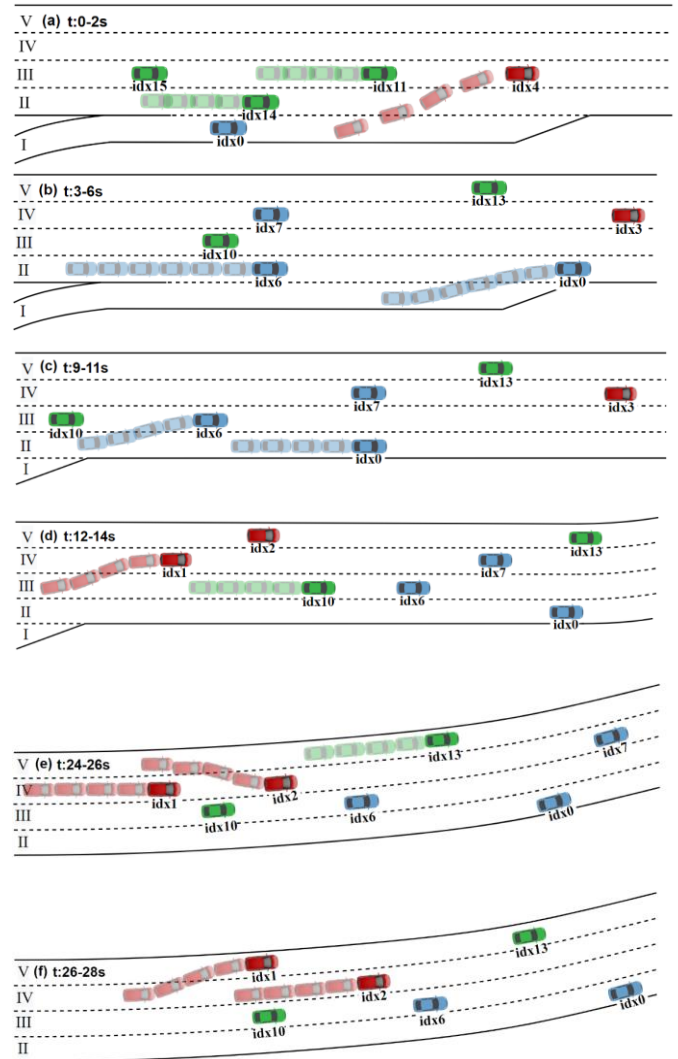 V (a) t:0-2s
IV
III idx15 idx11 idx4
II idx14
I idx0
V (b) t:3-6s idx13
IV idx7 idx3
III idx10
II idx6 idx0
I
V (c) t:9-11s idx13
IV idx7 idx3
III idx10 idx6
II idx0
I
V (d) t:12-14s idx2 idx13
IV idx1 idx7
III idx10 idx6
II idx0
I
V (e) t:24-26s idx13 idx7
IV idx1 idx2
III idx10 idx6 idx0
II
V (f) t:26-28s idx1 idx13
IV idx2
III idx10 idx6 idx0
II